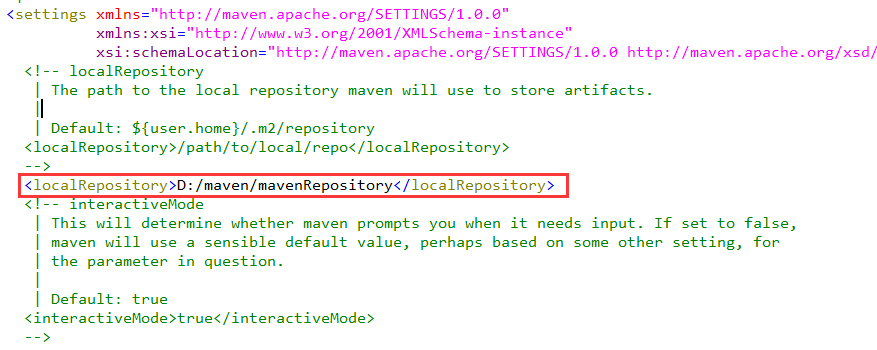 <settings xmlns="http://maven.apache.org/SETTINGS/1.0.0"
xmlns:xsi="http://www.w3.org/2001/XMLSchema-instance"
xsi:schemaLocation="http://maven.apache.org/SETTINGS/1.0.0 http://maven.apache.org/xsd/
<!-- localRepository
| The path to the local repository maven will use to store artifacts.
|
| Default: ${user.home}/.m2/repository
<localRepository>/path/to/local/repo</localRepository>
-->
<localRepository>D:/maven/mavenRepository</localRepository>
<!-- interactiveMode
| This will determine whether maven prompts you when it needs input. If set to false,
| maven will use a sensible default value, perhaps based on some other setting, for
| the parameter in question.
|
| Default: true
<interactiveMode>true</interactiveMode>
-->